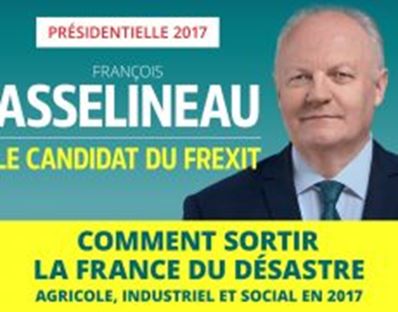 PRÉSIDENTIELLE 2017
FRANÇOIS
ASSELINEAU
LE CANDIDAT DU FREXIT
COMMENT SORTIR
LA FRANCE DU DÉSASTRE
AGRICOLE, INDUSTRIEL ET SOCIAL EN 2017